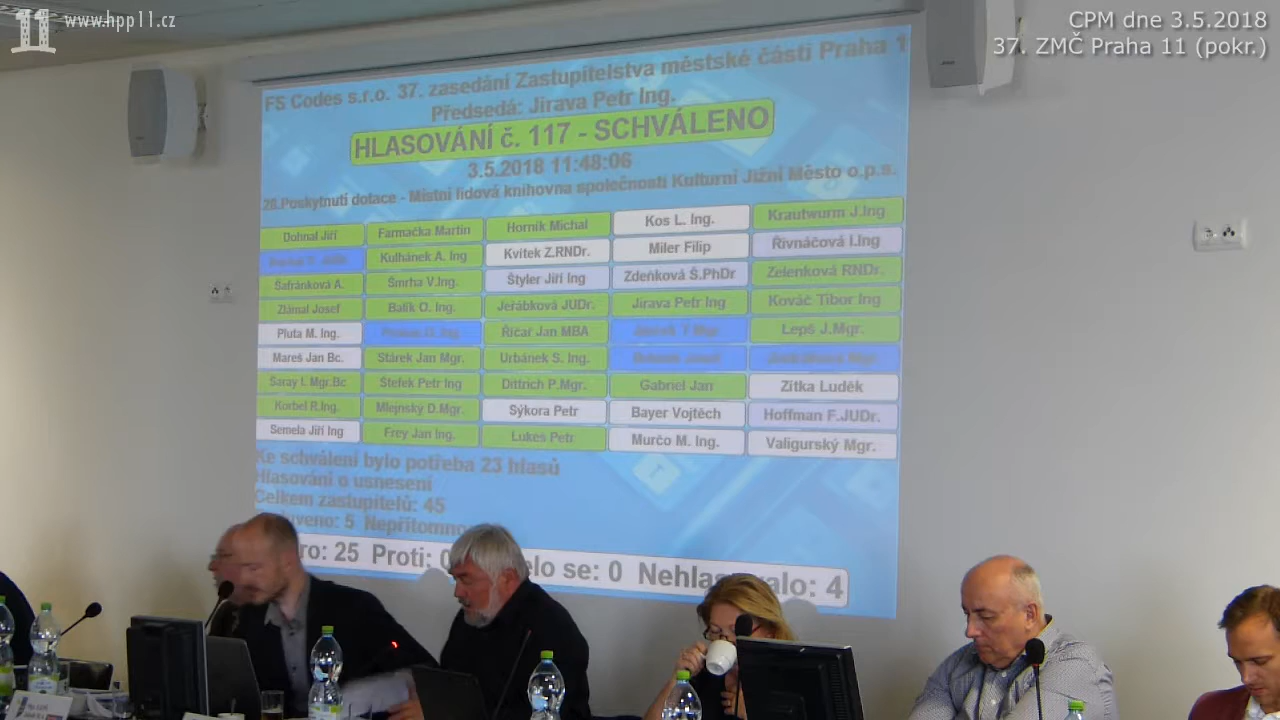 11 www.hpp11.cz
CPM dne 3.5.2018
37. ZMČ Praha 11 (pokr.)
FS Codes s.r.o. 37. zasedání Zastupitelstva městské části Praha 1
Předsedá: Jirava Petr Ing.
HLASOVÁNÍ č. 117 - SCHVÁLENO
3.5.2018 11:48:06
28.Poskytnutí dotace - Místní lidová knihovna společnosti Kulturní Jižní Město o.p.s.
Dohnal Jiří Farmačka Martin Horník Michal Kos L. Ing. Krautwurm J.Ing
Kulhánek A. Ing Kvítek Z.RNDr. Miler Filip Řivnáčová I.Ing
Šafránková A. Šmrha V.Ing. Štyler Jiří Ing Zdeňková Š.PhDr Zelenková RNDr.
Zlámal Josef Balík O. Ing. Jeřábková JUDr. Jirava Petr Ing Kováč Tibor Ing
Pluta M. Ing. Říčař Jan MBA Lepš J.Mgr.
Mareš Jan Bc. Stárek Jan Mgr. Urbánek S. Ing.
Saray I. Mgr.Bc Štefek Petr Ing Dittrich P.Mgr. Gabriel Jan Zítka Luděk
Korbel R.Ing. Mlejnský D.Mgr. Sýkora Petr Bayer Vojtěch Hoffman F.JUDr.
Semela Jiří Ing Frey Jan Ing. Lukeš Petr Murčo M. Ing. Valigurský Mgr.
Ke schválení bylo potřeba 23 hlasů
Hlasování o usnesení
Celkem zastupitelů: 45
uveno: 5 Nepřítomno
ro: 25 Proti: 0 elo se: 0 Nehlasovalo: 4